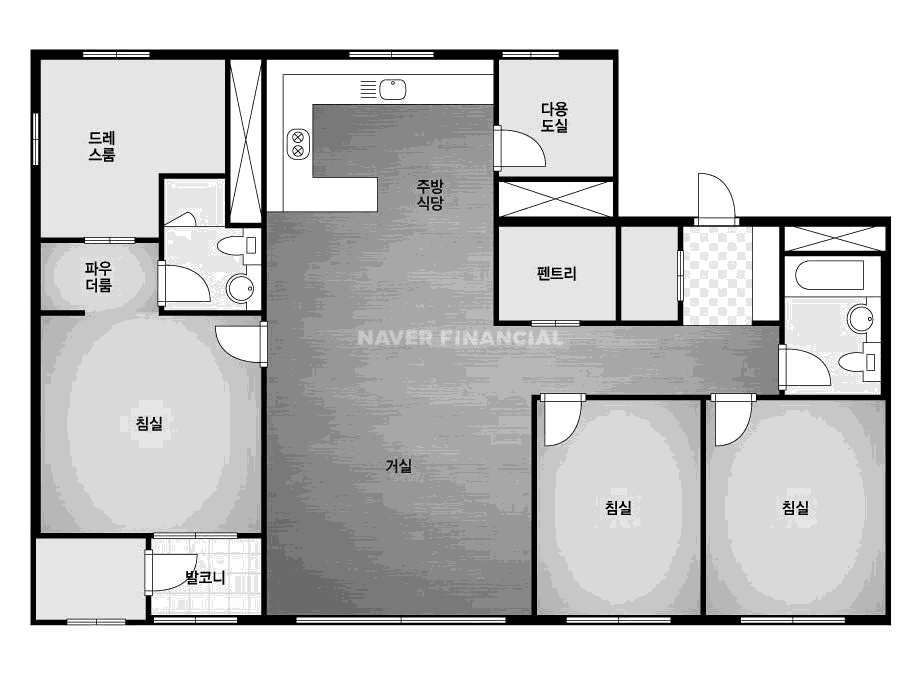 드레
스룸
다용
도실
주방
식당
파우
더룸
펜트리
NAVER FINANCIAL
침실
거실
침실
침실
발코니